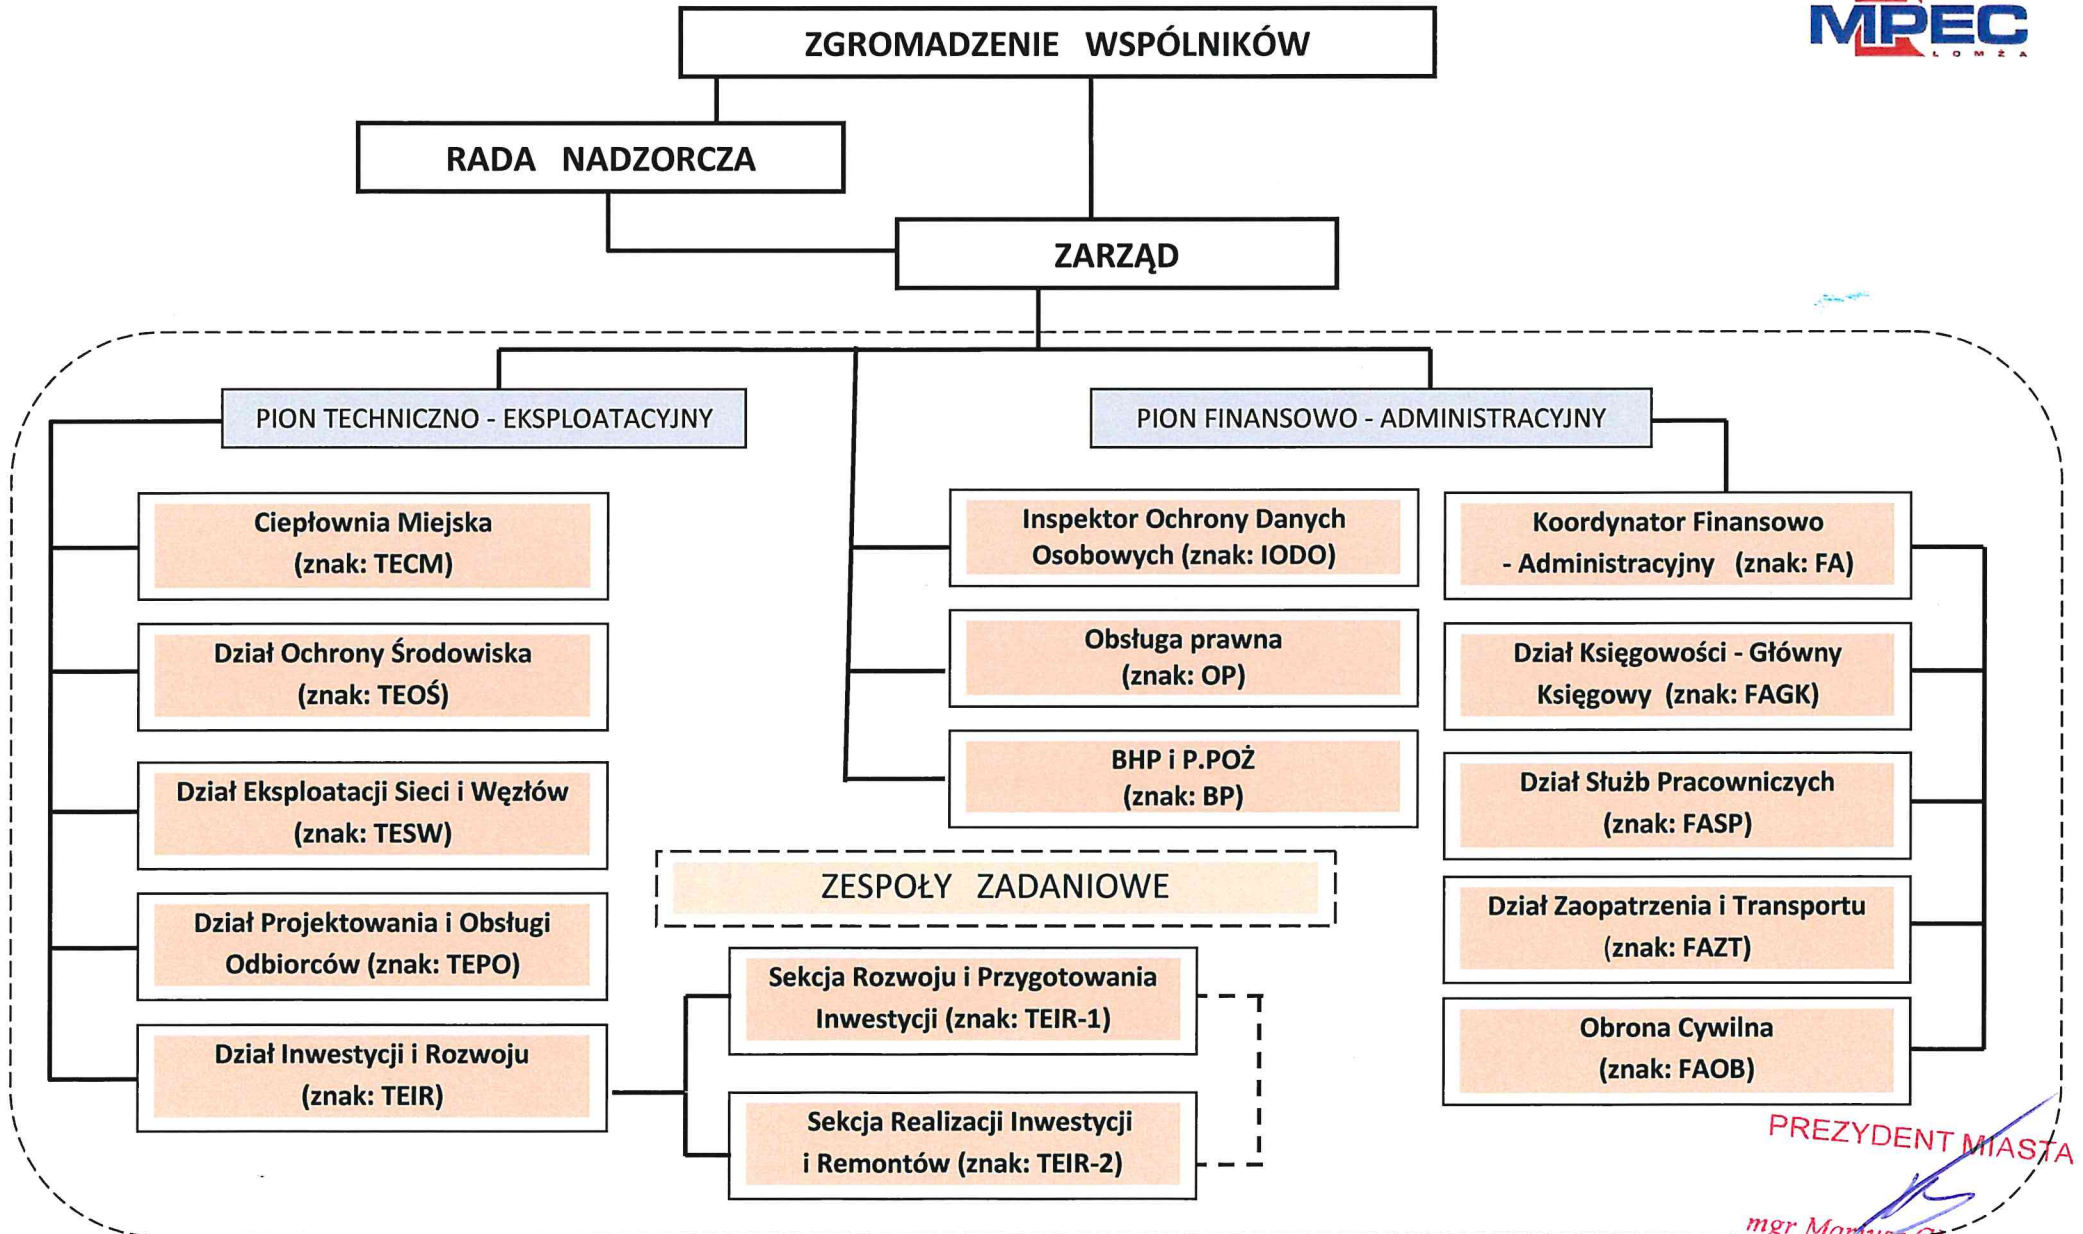 MPEC
ŁOMŻA
ZGROMADZENIE WSPÓLNIKÓW
RADA NADZORCZA
ZARZĄD
PION TECHNICZNO - EKSPLOATACYJNY
PION FINANSOWO - ADMINISTRACYJNY
Ciepłownia Miejska
(znak: TECM)
Dział Ochrony Środowiska
(znak: TEOŚ)
Dział Eksploatacji Sieci i Węzłów
(znak: TESW)
Dział Projektowania i Obsługi
Odbiorców (znak: TEPO)
Dział Inwestycji i Rozwoju
(znak: TEIR)
Inspektor Ochrony Danych
Osobowych (znak: IODO)
Obsługa prawna
(znak: OP)
BHP i P.POŻ
(znak: BP)
ZESPOŁY ZADANIOWE
Sekcja Rozwoju i Przygotowania
Inwestycji (znak: TEIR-1)
Sekcja Realizacji Inwestycji
i Remontów (znak: TEIR-2)
Koordynator Finansowo
- Administracyjny (znak: FA)
Dział Księgowości - Główny
Księgowy (znak: FAGK)
Dział Służb Pracowniczych
(znak: FASP)
Dział Zaopatrzenia i Transportu
(znak: FAZT)
Obrona Cywilna
(znak: FAOB)
PREZYDENT MIASTA
mgr